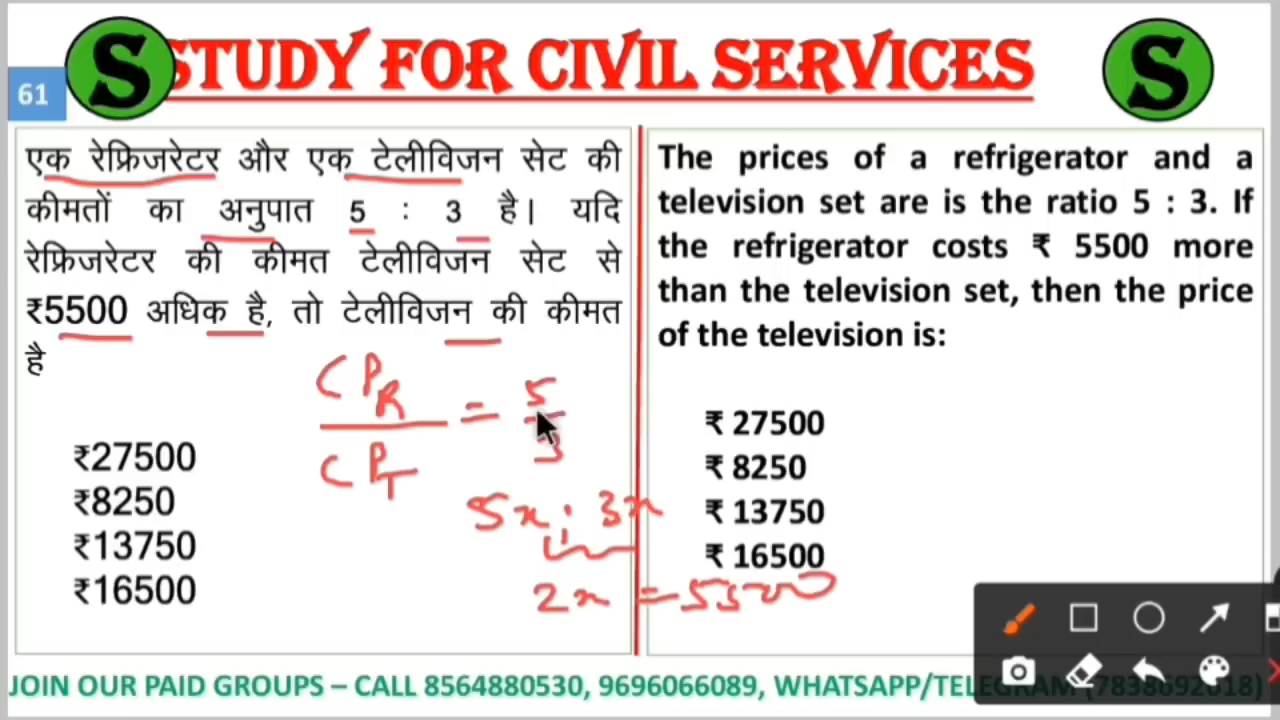 S STUDY FOR CIVIL SERVICES S
61
एक रेफ्रिजरेटर और एक टेलीविजन सेट की
कीमतों का अनुपात 5 : 3 है। यदि
रेफ्रिजरेटर की कीमत टेलीविजन सेट से
₹5500 अधिक है, तो टेलीविजन की कीमत
है
₹27500
₹8250
₹13750
₹16500
CP_R / CP_T = 5/3
5x : 3x
2x = 5500
The prices of a refrigerator and a
television set are is the ratio 5 : 3. If
the refrigerator costs ₹ 5500 more
than the television set, then the price
of the television is:
₹ 27500
₹ 8250
₹ 13750
₹ 16500
JOIN OUR PAID GROUPS – CALL 8564880530, 9696066089, WHATSAPP/TELEGRAM (7838692618)